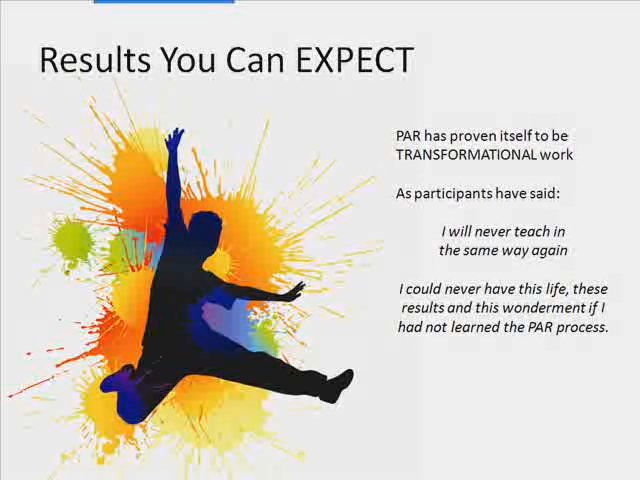 Results You Can EXPECT
PAR has proven itself to be
TRANSFORMATIONAL work
As participants have said:
I will never teach in
the same way again
I could never have this life, these
results and this wonderment if I
had not learned the PAR process.